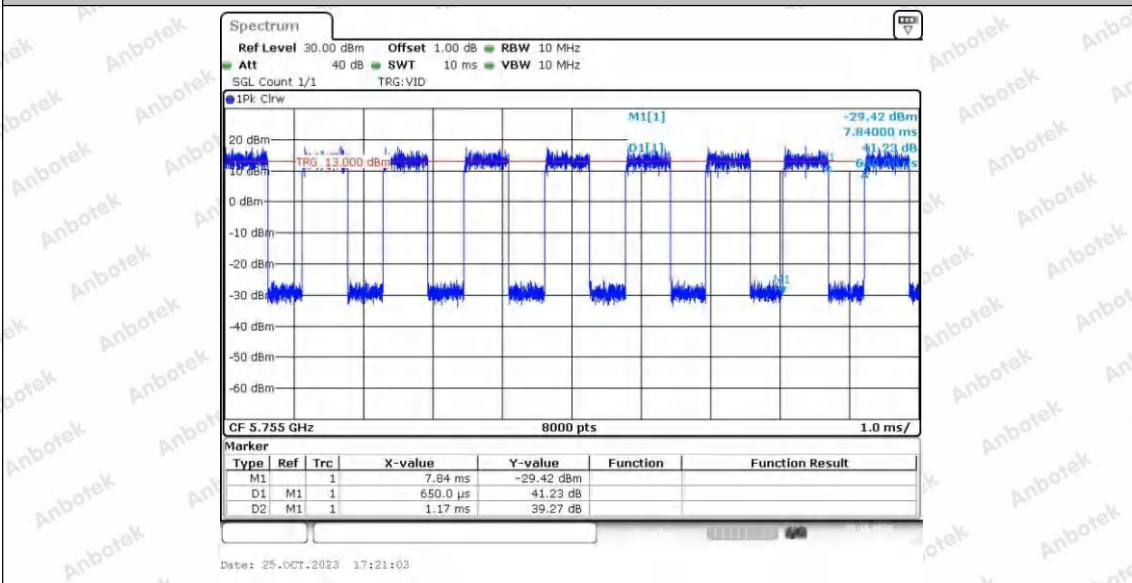 Spectrum
Ref Level 30.00 dBm Offset 1.00 dB RBW 10 MHz
Att 40 dB SWT 10 ms VBW 10 MHz
SGL Count 1/1 TRG:VID
1Pk Clrw
M1[1] -29.42 dBm
7.84000 ms
20 dBm D1[1] 41.23 dB
TRG 13.000 dBm
10 dBm
0 dBm
-10 dBm
-20 dBm
M1
-30 dBm
-40 dBm
-50 dBm
-60 dBm
CF 5.755 GHz 8000 pts 1.0 ms/
Marker
Type Ref Trc X-value Y-value Function Function Result
M1 1 7.84 ms -29.42 dBm
D1 M1 1 650.0 µs 41.23 dB
D2 M1 1 1.17 ms 39.27 dB
Date: 25.OCT.2023 17:21:03
Anbotek